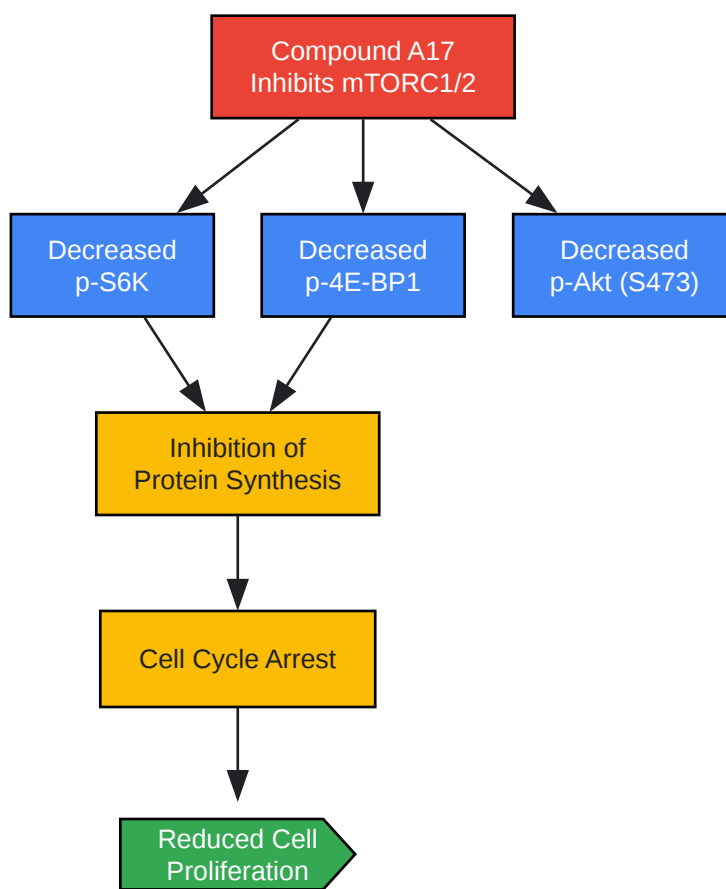 Compound A17
Inhibits mTORC1/2
Decreased
p-S6K
Decreased
p-4E-BP1
Decreased
p-Akt (S473)
Inhibition of
Protein Synthesis
Cell Cycle Arrest
Reduced Cell
Proliferation